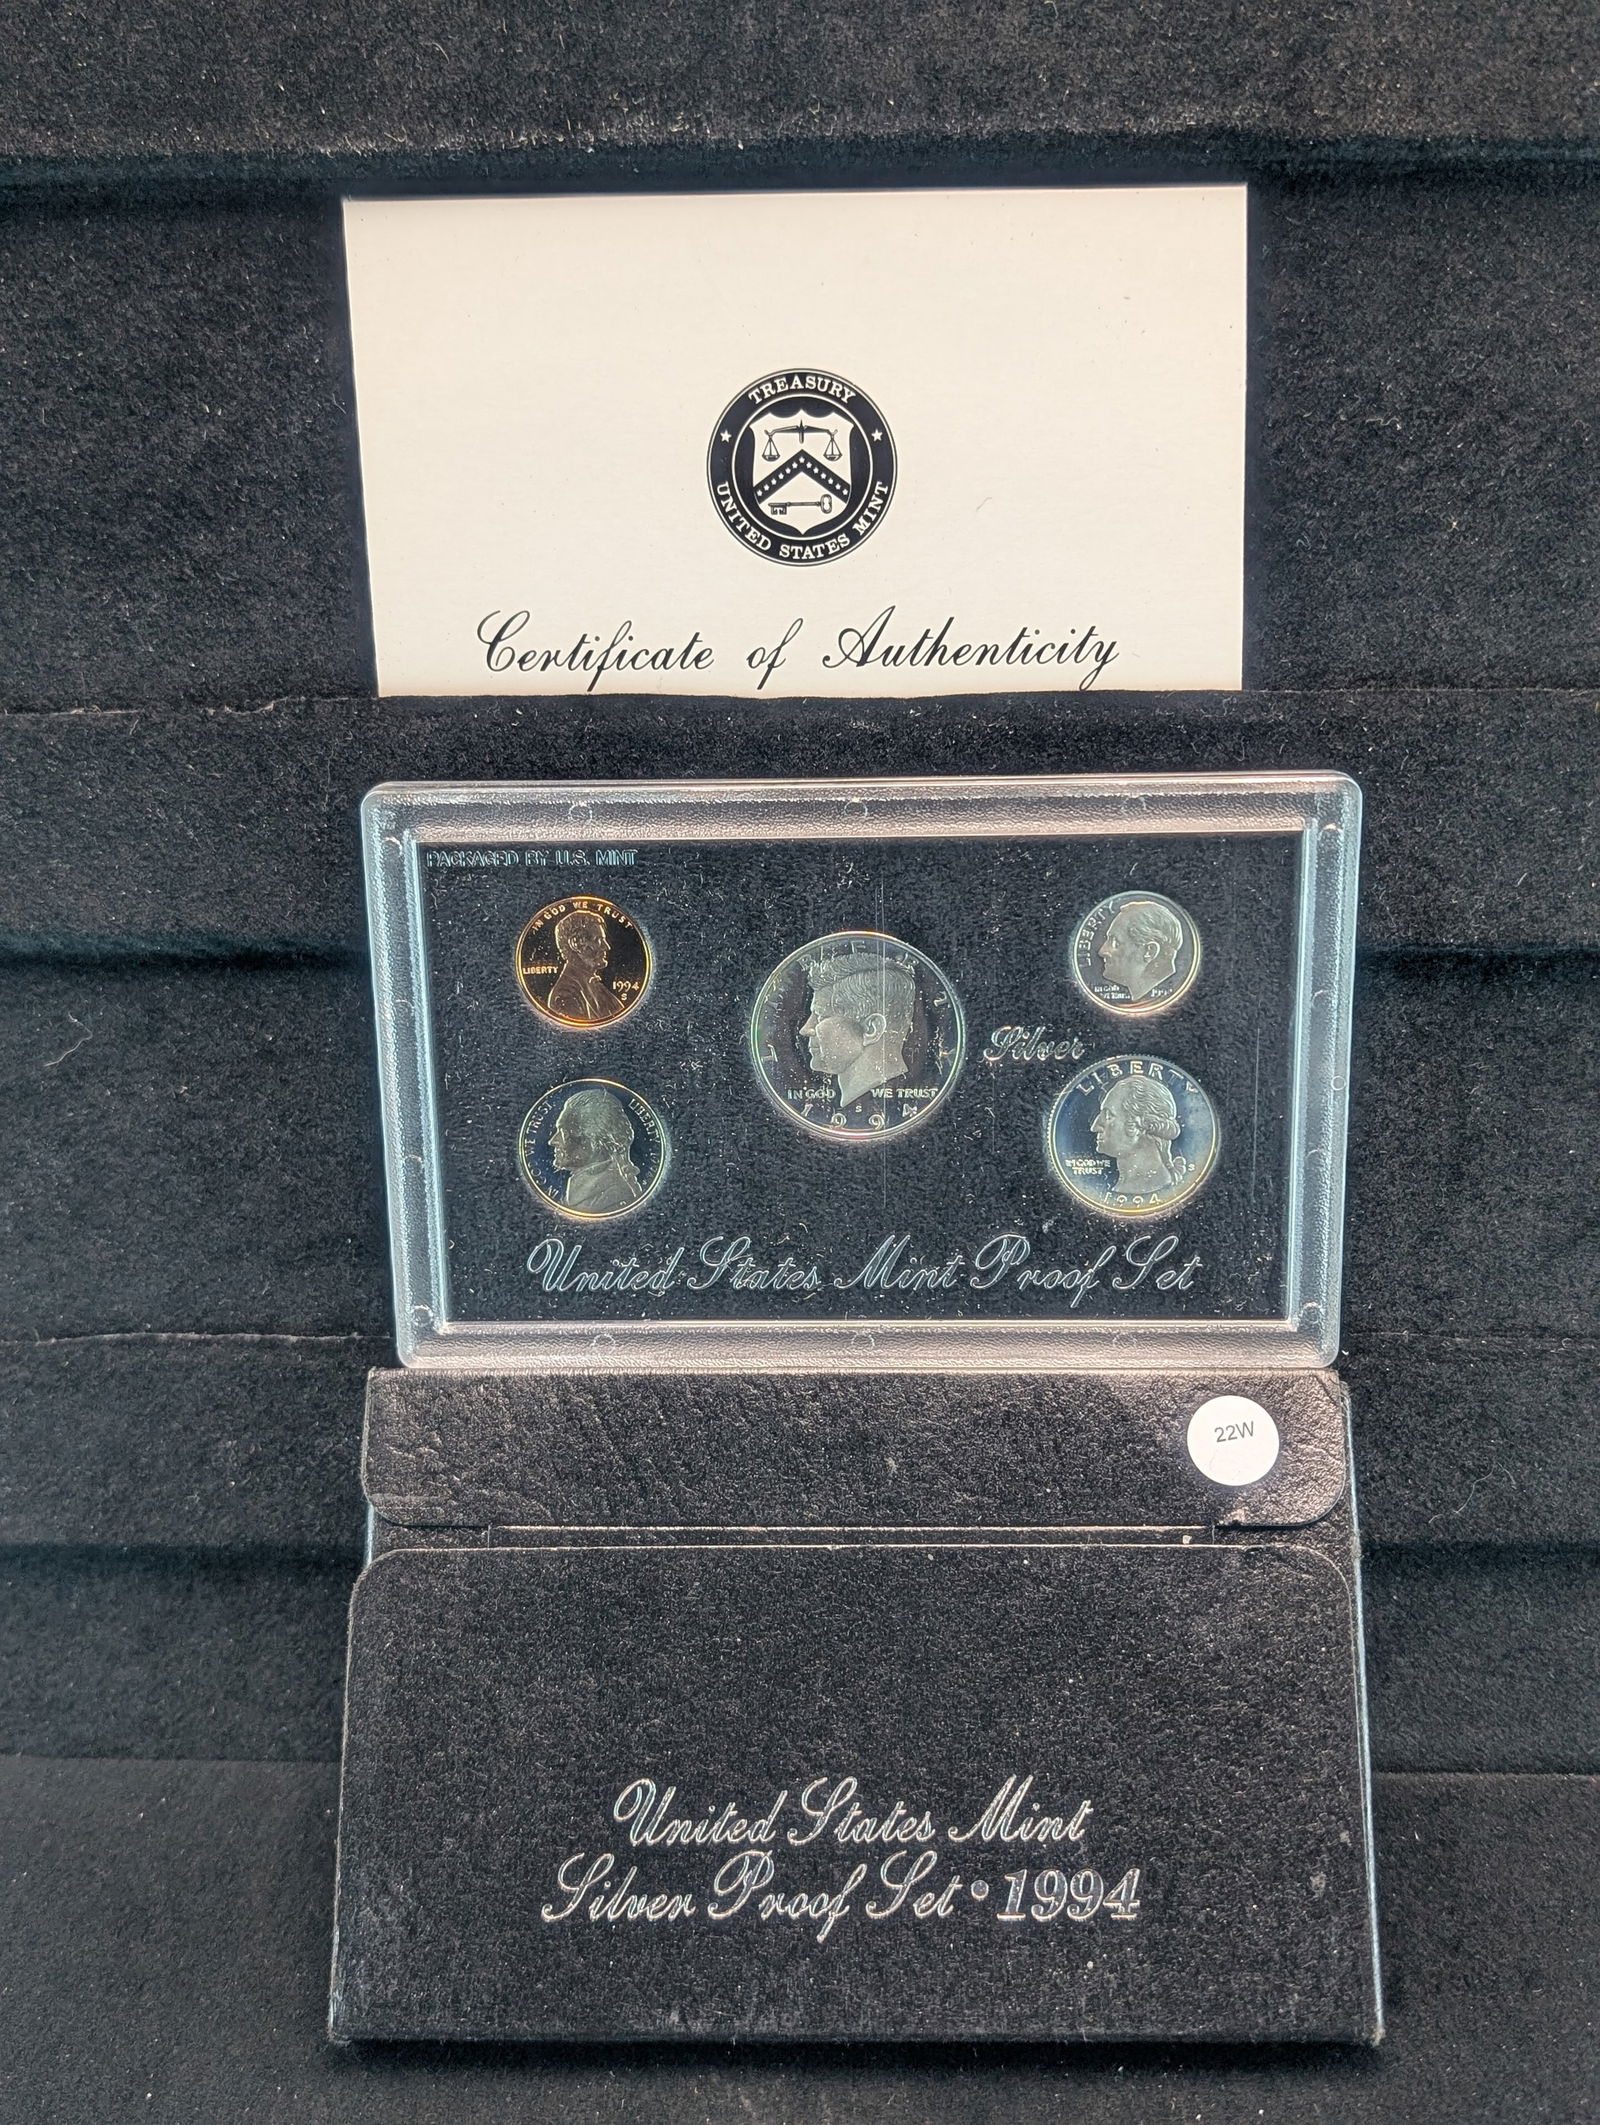 TREASURY
UNITED STATES MINT
Certificate of Authenticity
PACKAGED BY U.S. MINT
IN GOD WE TRUST
LIBERTY
1994
S
LIBERTY
IN GOD WE TRUST
S
1994
LIBERTY
IN GOD
WE TRUST
Silver
IN GOD WE TRUST
LIBERTY
LIBERTY
IN GOD WE
TRUST
S
1994
United States Mint Proof Set
22W
United States Mint
Silver Proof Set • 1994